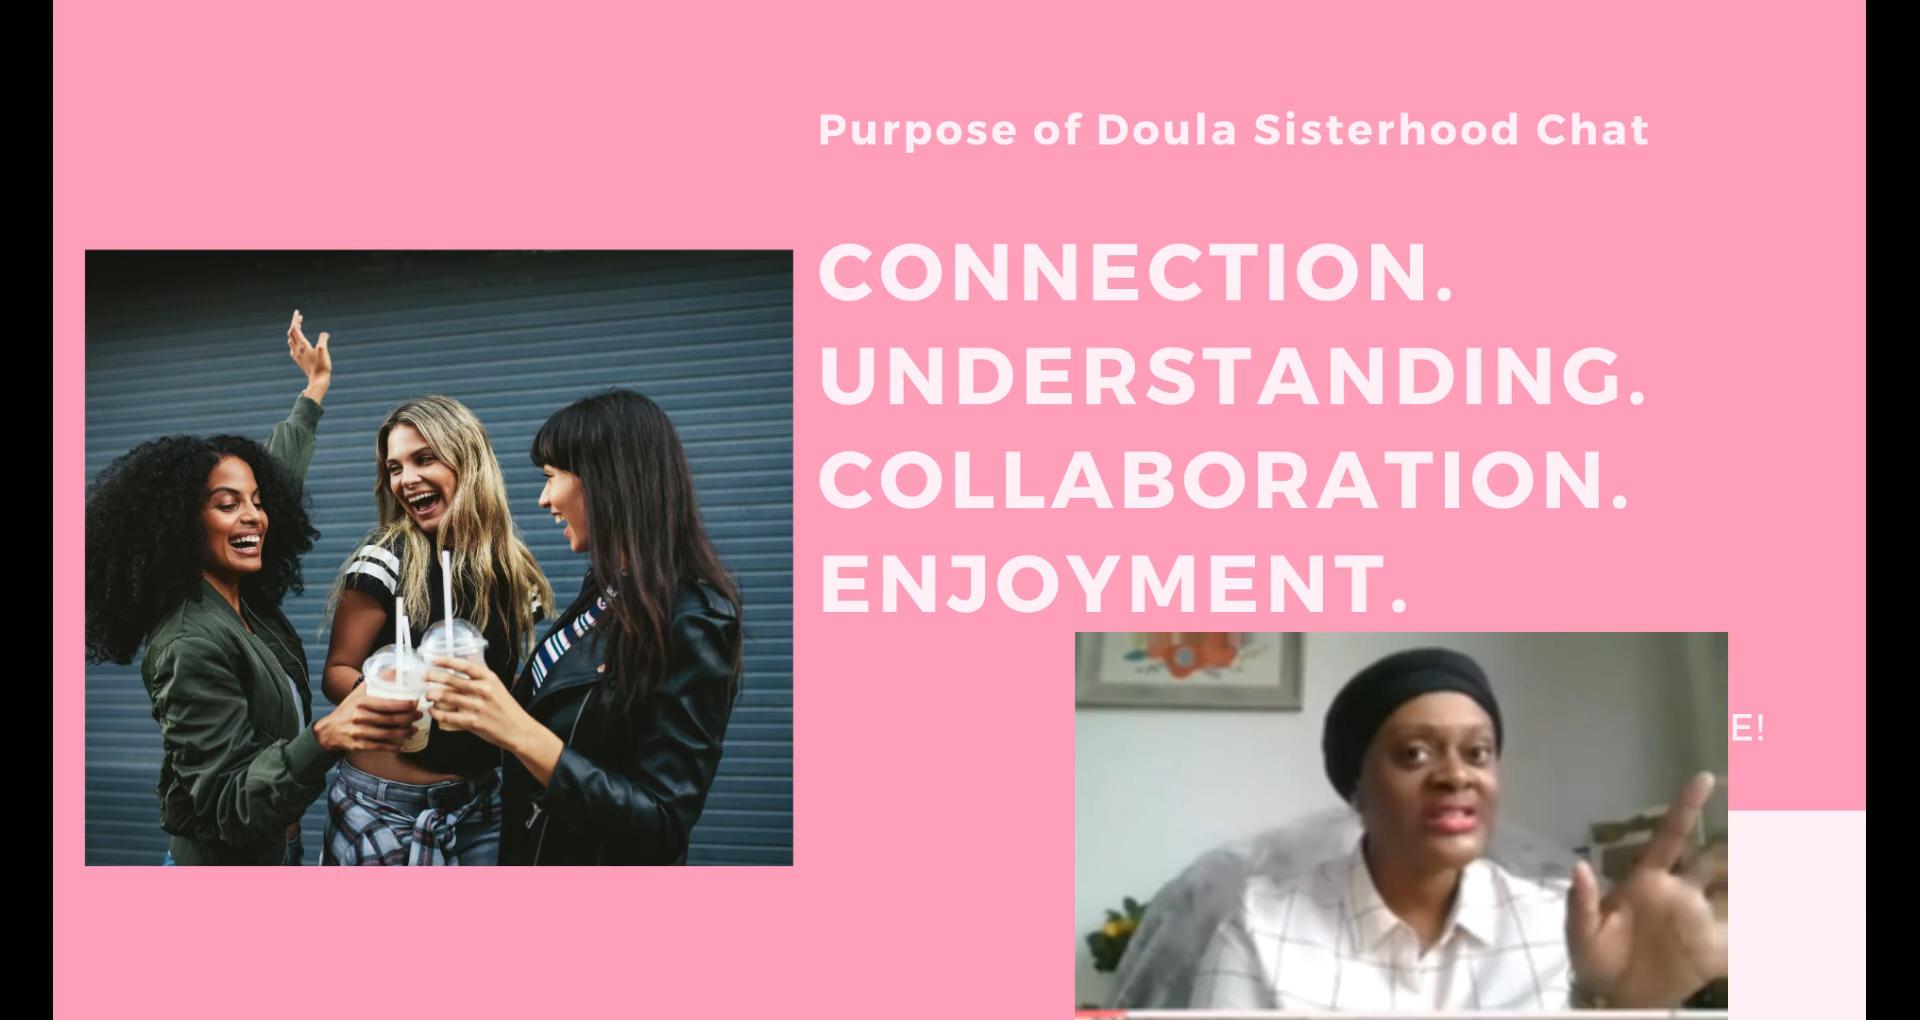 Purpose of Doula Sisterhood Chat
CONNECTION.
UNDERSTANDING.
COLLABORATION.
ENJOYMENT.
E!